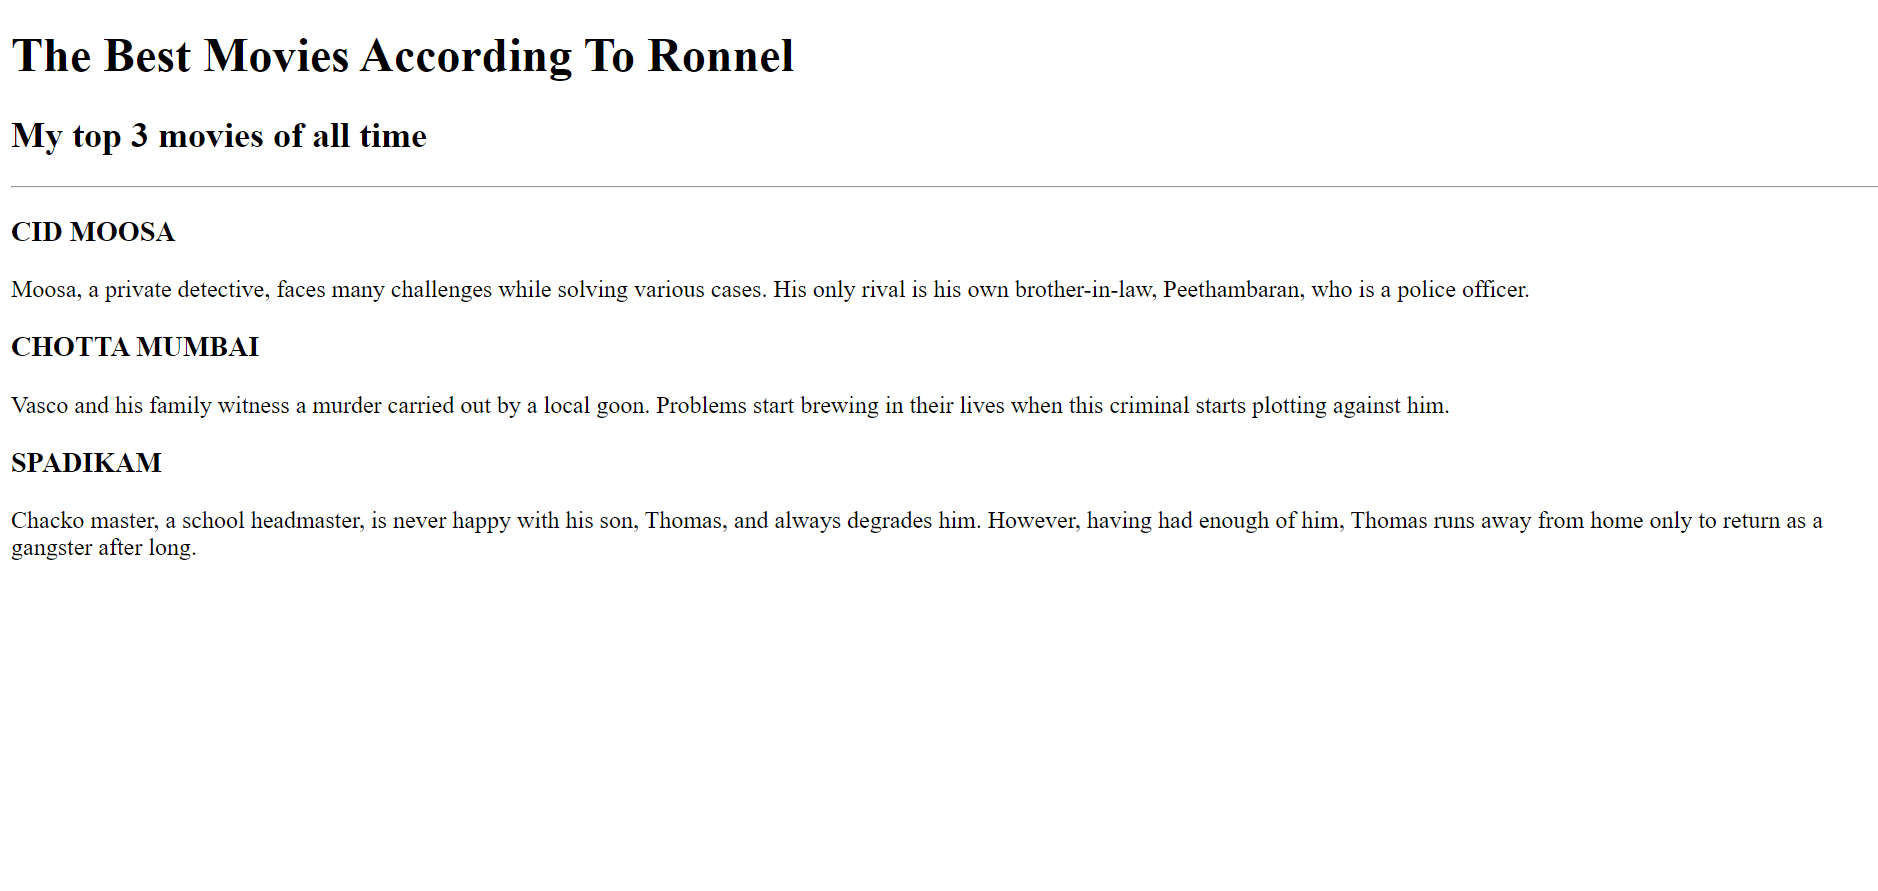 The Best Movies According To Ronnel
My top 3 movies of all time
CID MOOSA
Moosa, a private detective, faces many challenges while solving various cases. His only rival is his own brother-in-law, Peethambaran, who is a police officer.
CHOTTA MUMBAI
Vasco and his family witness a murder carried out by a local goon. Problems start brewing in their lives when this criminal starts plotting against him.
SPADIKAM
Chacko master, a school headmaster, is never happy with his son, Thomas, and always degrades him. However, having had enough of him, Thomas runs away from home only to return as a
gangster after long.